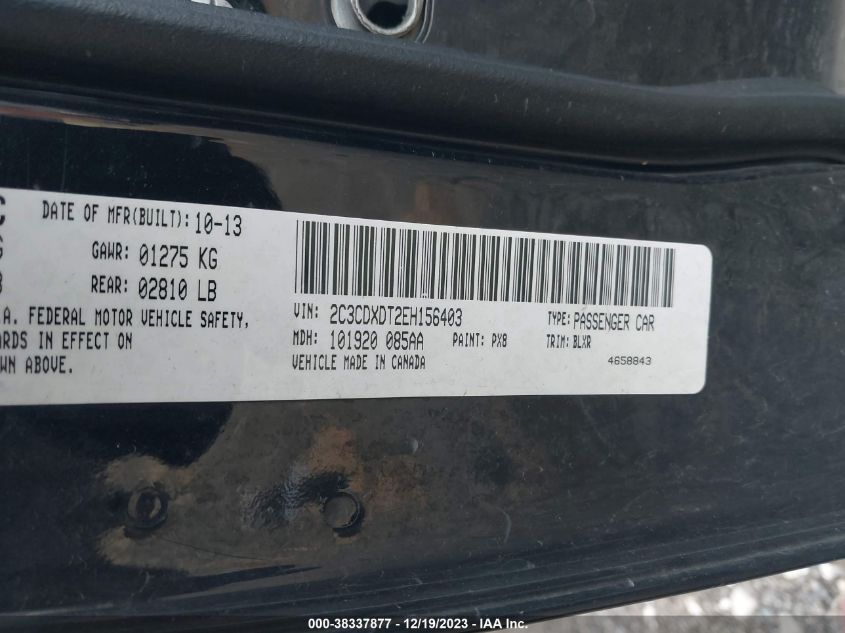 DATE OF MFR(BUILT): 10-13
GAWR: 01275 KG
REAR: 02810 LB
A. FEDERAL MOTOR VEHICLE SAFETY,
ARDS IN EFFECT ON
WN ABOVE.
VIN: 2C3CDXDT2EH156403
TYPE: PASSENGER CAR
MDH: 101920 085AA
PAINT: PX8
TRIM: BLXR
VEHICLE MADE IN CANADA
4658843
000-38337877 - 12/19/2023 - IAA Inc.